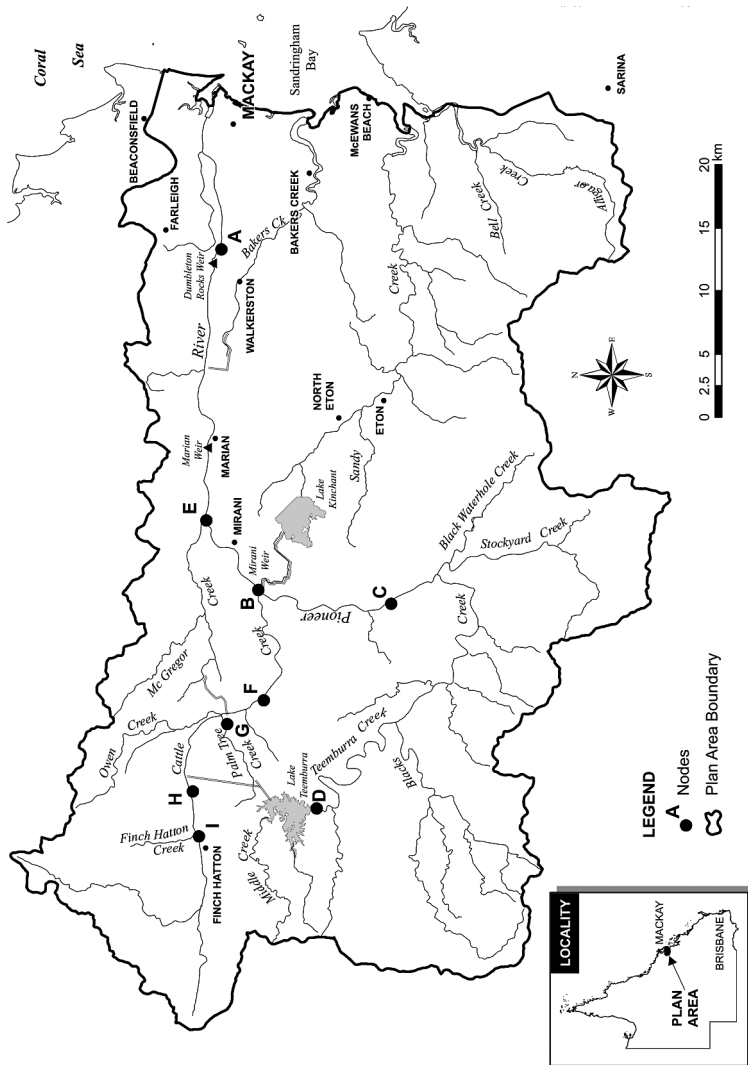 Coral
Sea
BEACONSFIELD
FARLEIGH
MACKAY
Sandringham
Bay
Dumbleton
Rocks Weir
A
River
Bakers Ck
WALKERSTON
BAKERS CREEK
McEWANS
BEACH
SARINA
Bell Creek
Alligator
Creek
Creek
Marian
Weir
MARIAN
NORTH
ETON
ETON
Sandy
E
MIRANI
Mirani
Weir
Lake
Kinchant
B
Creek
Pioneer
C
Black Waterhole Creek
Stockyard Creek
Creek
Mc Gregor
Creek
Owen
Creek
Cattle
Palm Tree
Creek
G
F
H
I
Finch Hatton
Creek
FINCH HATTON
Lake
Teemburra
D
Teemburra Creek
Blacks
Middle Creek
0 2.5 5 10 15 20
km
N
E
S
W
LEGEND
A
Nodes
Plan Area Boundary
LOCALITY
MACKAY
PLAN
AREA
BRISBANE